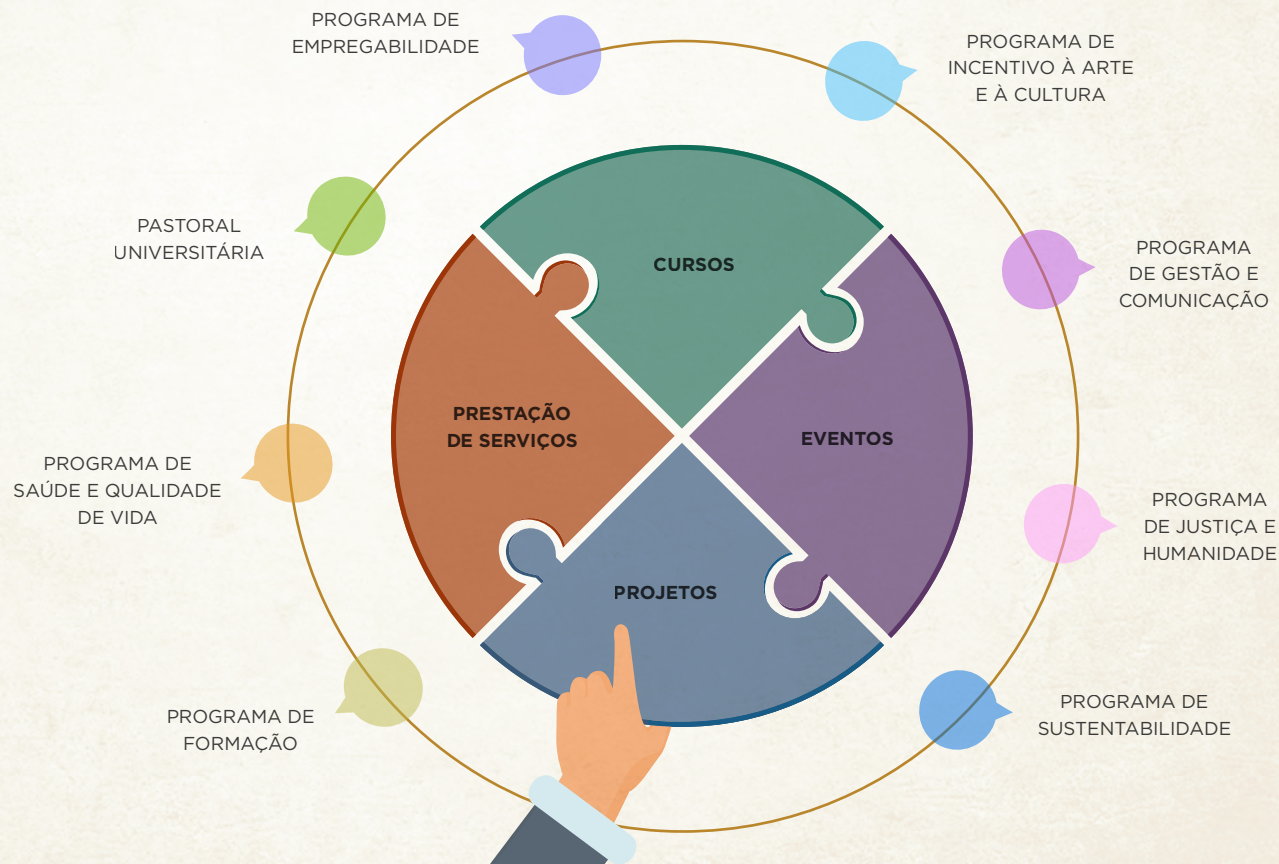 PROGRAMA DE
EMPREGABILIDADE
PROGRAMA DE
INCENTIVO À ARTE
E À CULTURA
PASTORAL
UNIVERSITÁRIA
PROGRAMA
DE GESTÃO E
COMUNICAÇÃO
CURSOS
PRESTAÇÃO
DE SERVIÇOS
EVENTOS
PROJETOS
PROGRAMA DE
SAÚDE E QUALIDADE
DE VIDA
PROGRAMA
DE JUSTIÇA E
HUMANIDADE
PROGRAMA DE
FORMAÇÃO
PROGRAMA DE
SUSTENTABILIDADE